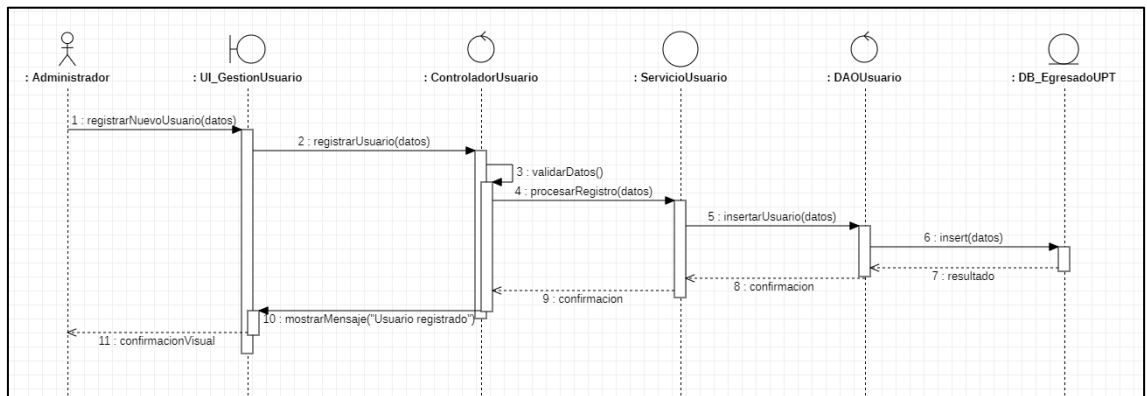 : Administrador
: UI_GestionUsuario
: ControladorUsuario
: ServicioUsuario
: DAOUsuario
: DB_EgresadoUPT
1 : registrarNuevoUsuario(datos)
2 : registrarUsuario(datos)
3 : validarDatos()
4 : procesarRegistro(datos)
5 : insertarUsuario(datos)
6 : insert(datos)
7 : resultado
8 : confirmacion
9 : confirmacion
10 : mostrarMensaje("Usuario registrado")
11 : confirmacionVisual